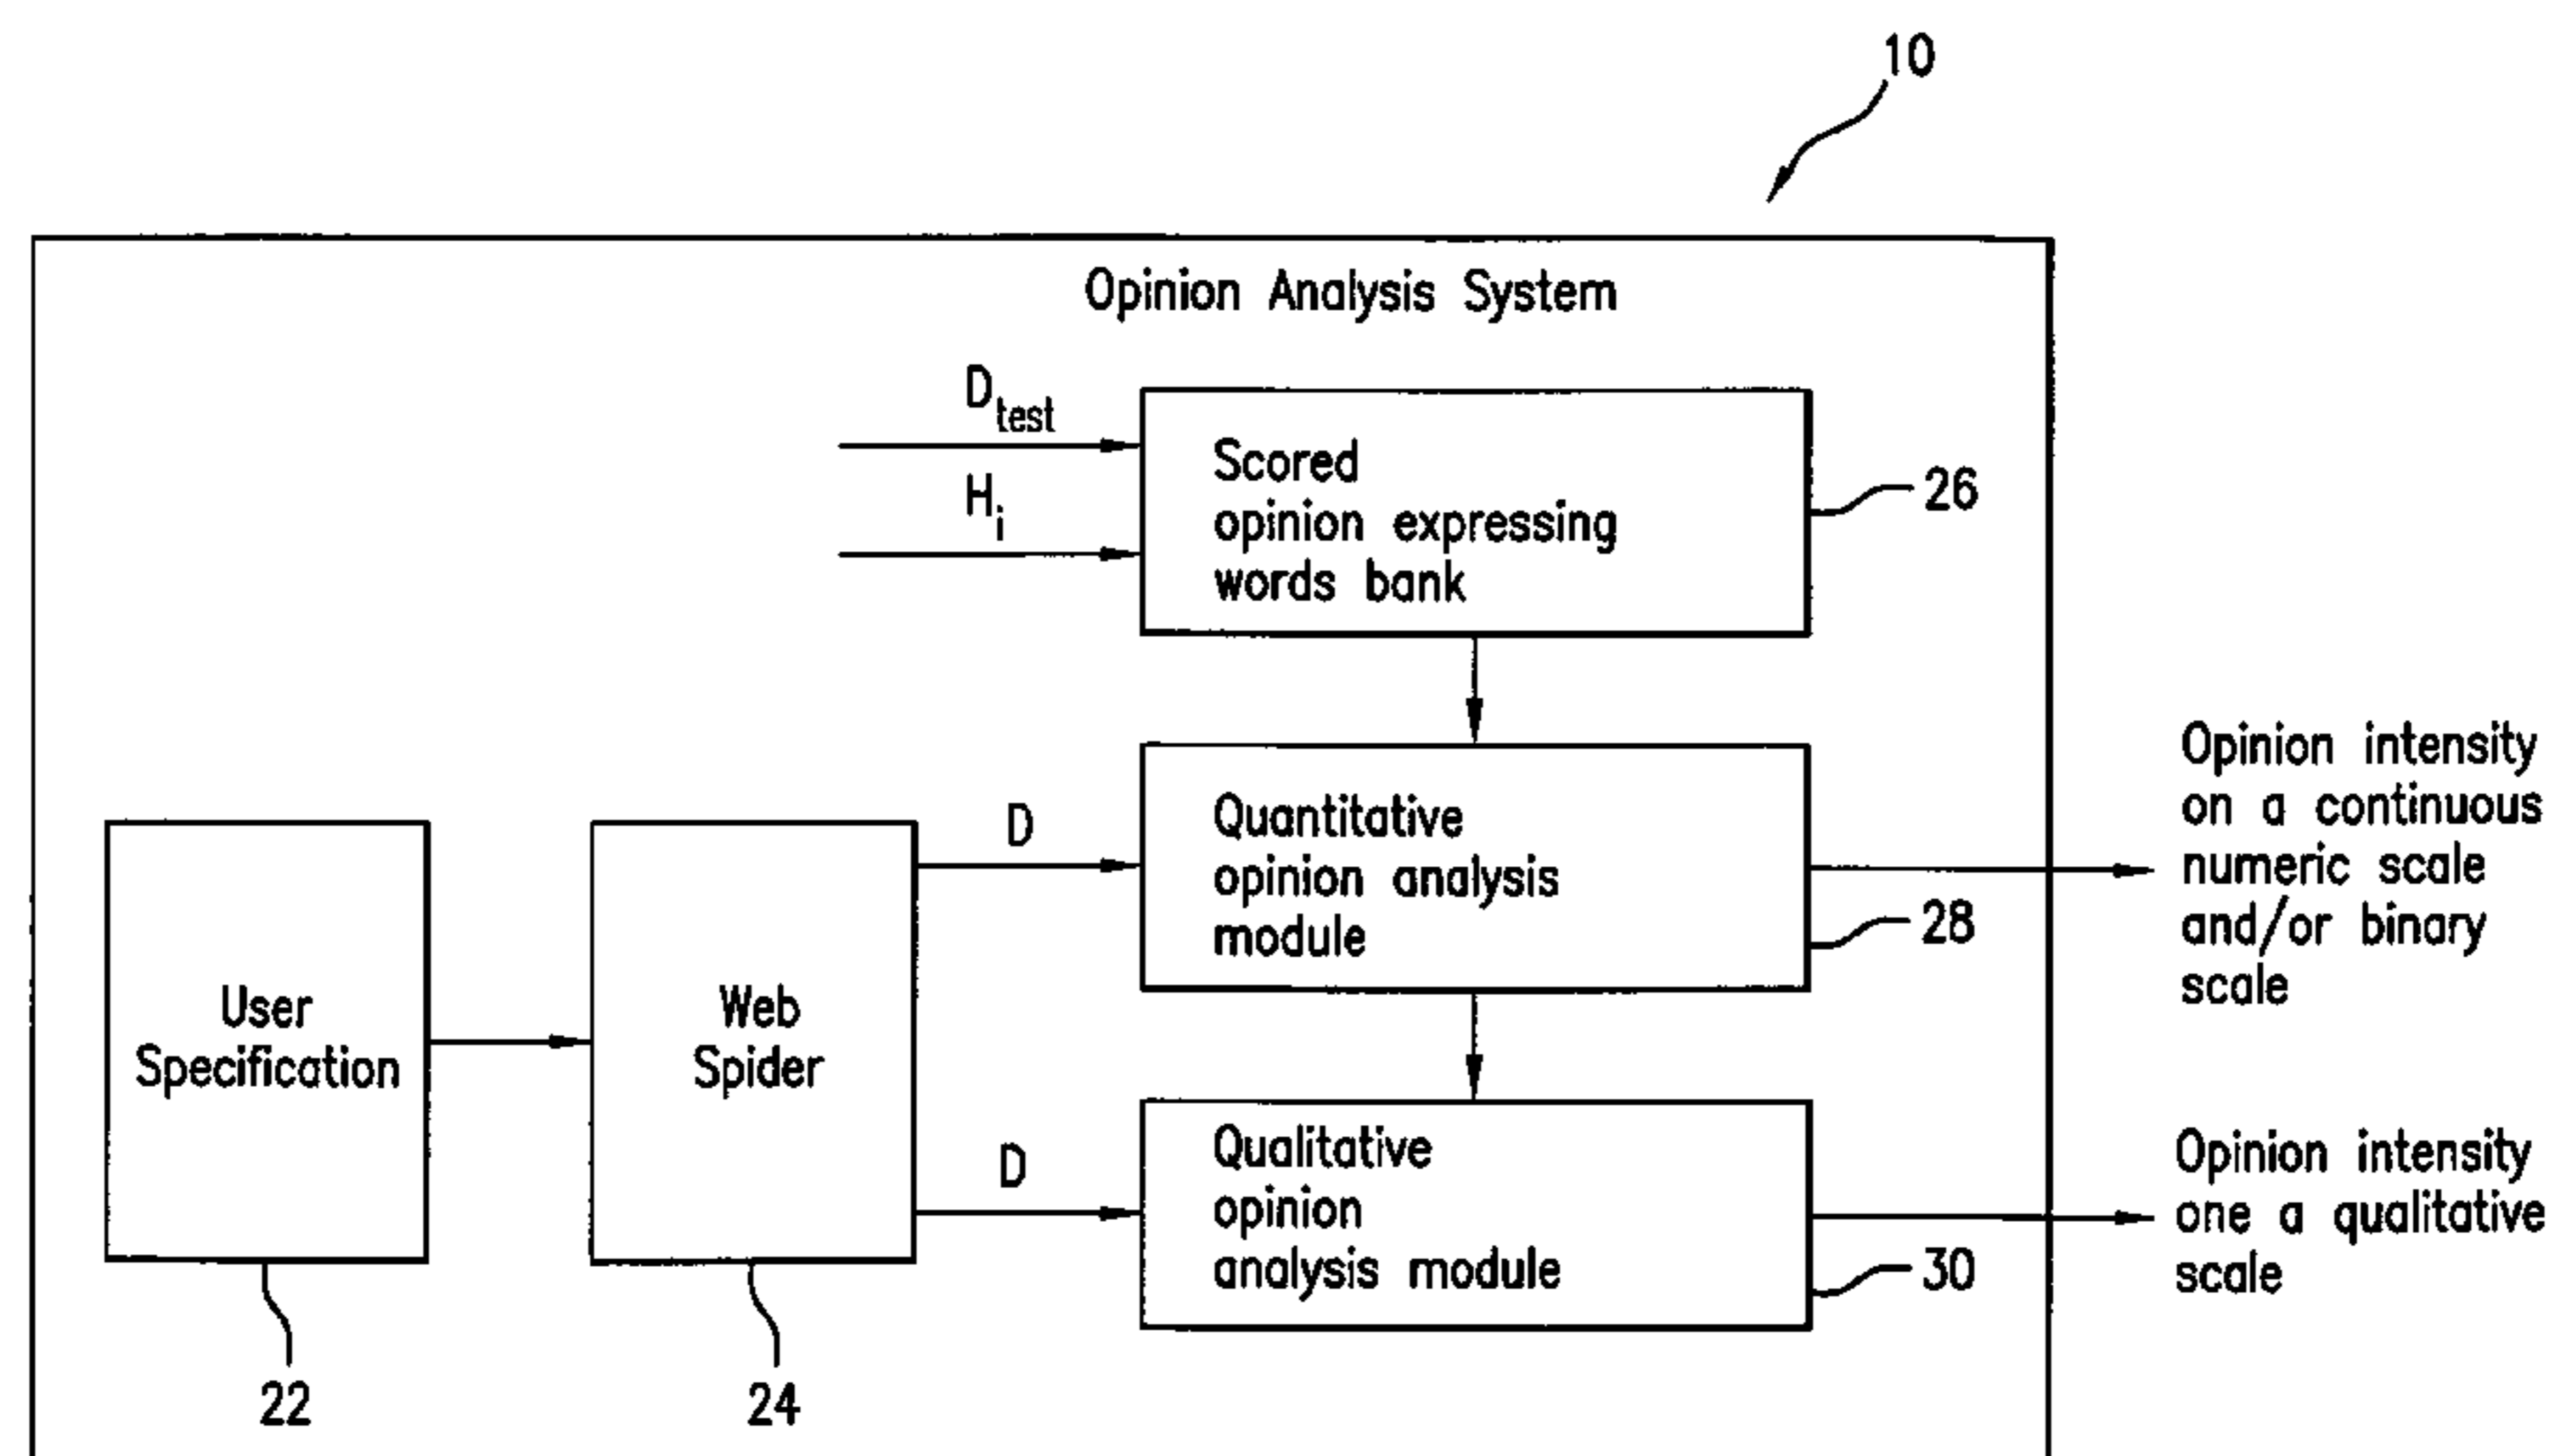 10
Opinion Analysis System
D_test
H_i
Scored
opinion expressing
words bank
26
D
Quantitative
opinion analysis
module
28
Opinion intensity
on a continuous
numeric scale
and/or binary
scale
User
Specification
22
Web
Spider
24
D
Qualitative
opinion
analysis module
30
Opinion intensity
one a qualitative
scale